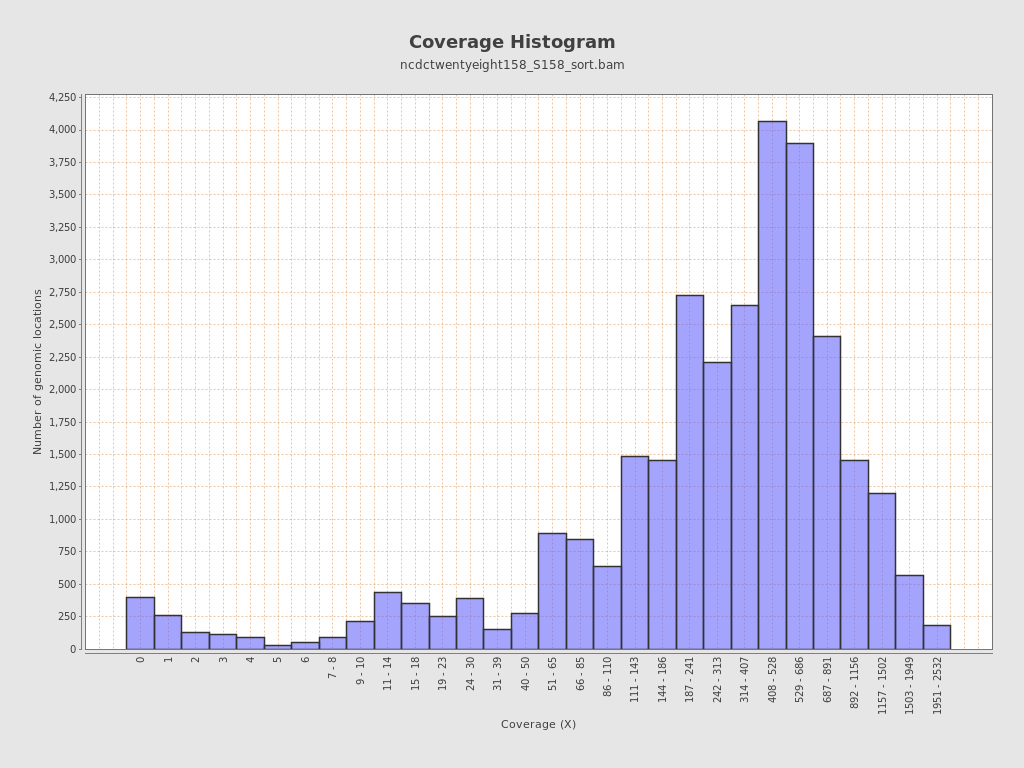 Coverage Histogram
ncdctwentyeight158_S158_sort.bam
Number of genomic locations
4,250
4,000
3,750
3,500
3,250
3,000
2,750
2,500
2,250
2,000
1,750
1,500
1,250
1,000
750
500
250
0
0
1
2
3
4
5
6
7 - 8
9 - 10
11 - 14
15 - 18
19 - 23
24 - 30
31 - 39
40 - 50
51 - 65
66 - 85
86 - 110
111 - 143
144 - 186
187 - 241
242 - 313
314 - 407
408 - 528
529 - 686
687 - 891
892 - 1156
1157 - 1502
1503 - 1949
1951 - 2532
Coverage (X)